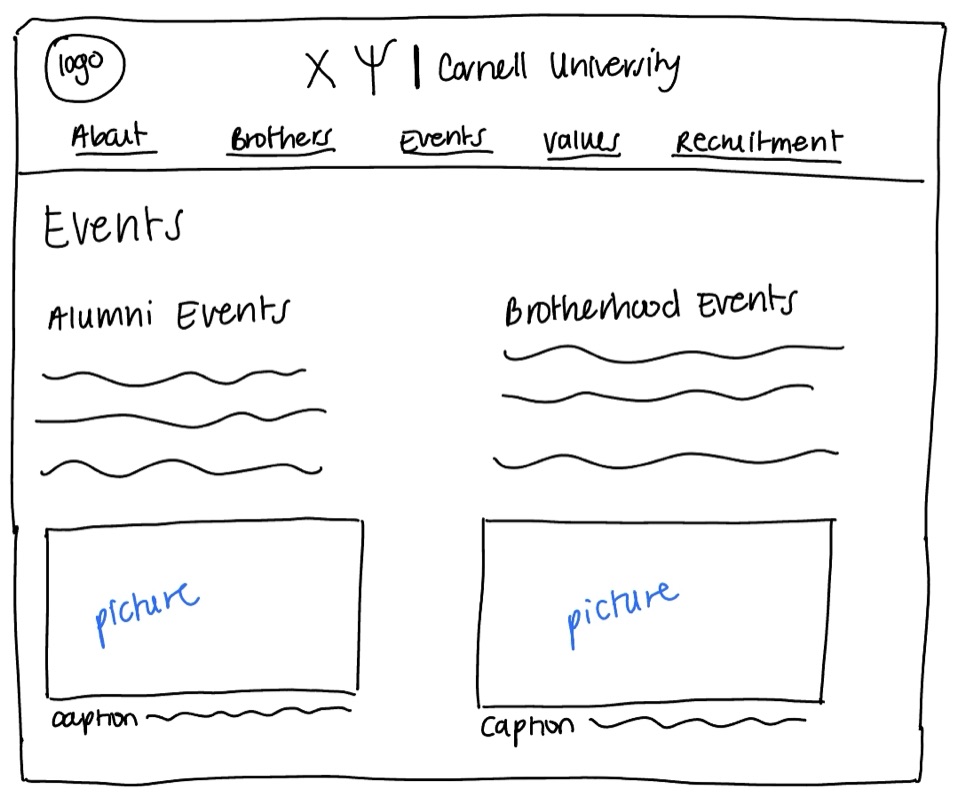 logo
Χ Ψ | Cornell University
About Brothers Events Values Recruitment
Events
Alumni Events
Brotherhood Events
picture
picture
caption
caption